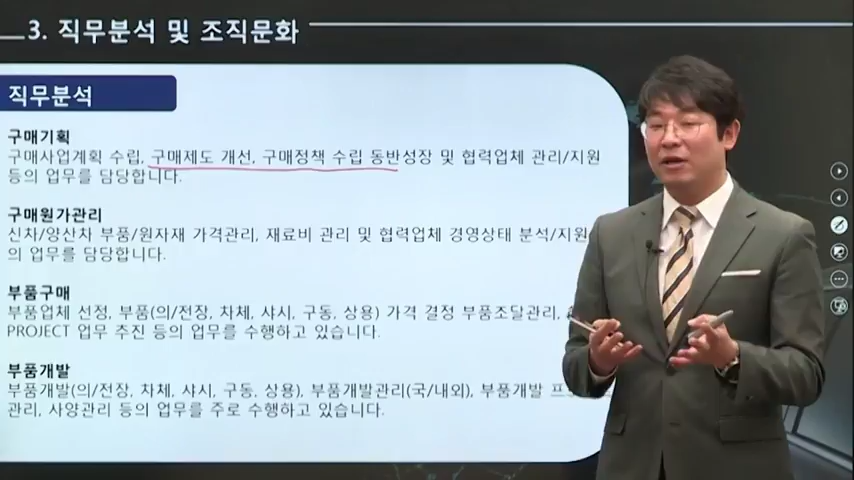 3. 직무분석 및 조직문화
직무분석
구매기획
구매사업계획 수립, 구매제도 개선, 구매정책 수립 동반성장 및 협력업체 관리/지원
등의 업무를 담당합니다.
구매원가관리
신차/양산차 부품/원자재 가격관리, 재료비 관리 및 협력업체 경영상태 분석/지원
의 업무를 담당합니다.
부품구매
부품업체 선정, 부품(의/전장, 차체, 샤시, 구동, 상용) 가격 결정 부품조달관리,
PROJECT 업무 추진 등의 업무를 수행하고 있습니다.
부품개발
부품개발(의/전장, 차체, 샤시, 구동, 상용), 부품개발관리(국/내외), 부품개발
관리, 사양관리 등의 업무를 주로 수행하고 있습니다.